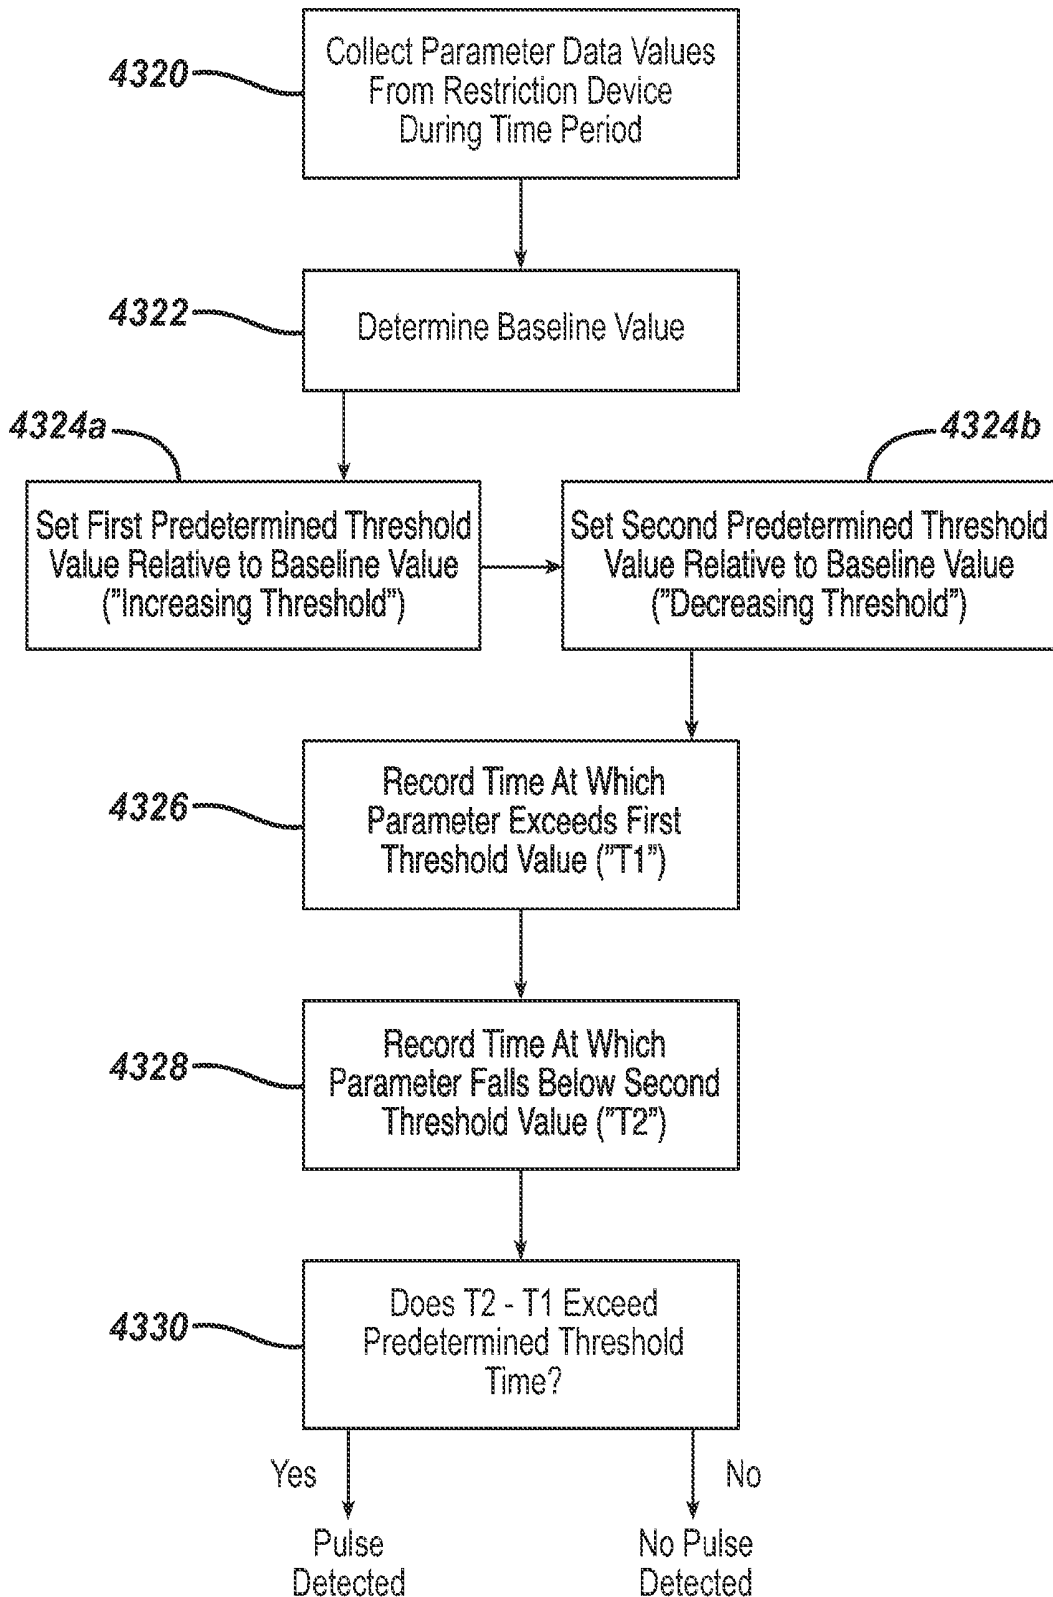 4320
Collect Parameter Data Values
From Restriction Device
During Time Period
4322
Determine Baseline Value
4324a
4324b
Set First Predetermined Threshold
Value Relative to Baseline Value
("Increasing Threshold")
Set Second Predetermined Threshold
Value Relative to Baseline Value
("Decreasing Threshold")
4326
Record Time At Which
Parameter Exceeds First
Threshold Value ("T1")
4328
Record Time At Which
Parameter Falls Below Second
Threshold Value ("T2")
4330
Does T2 - T1 Exceed
Predetermined Threshold
Time?
Yes
No
Pulse
Detected
No Pulse
Detected